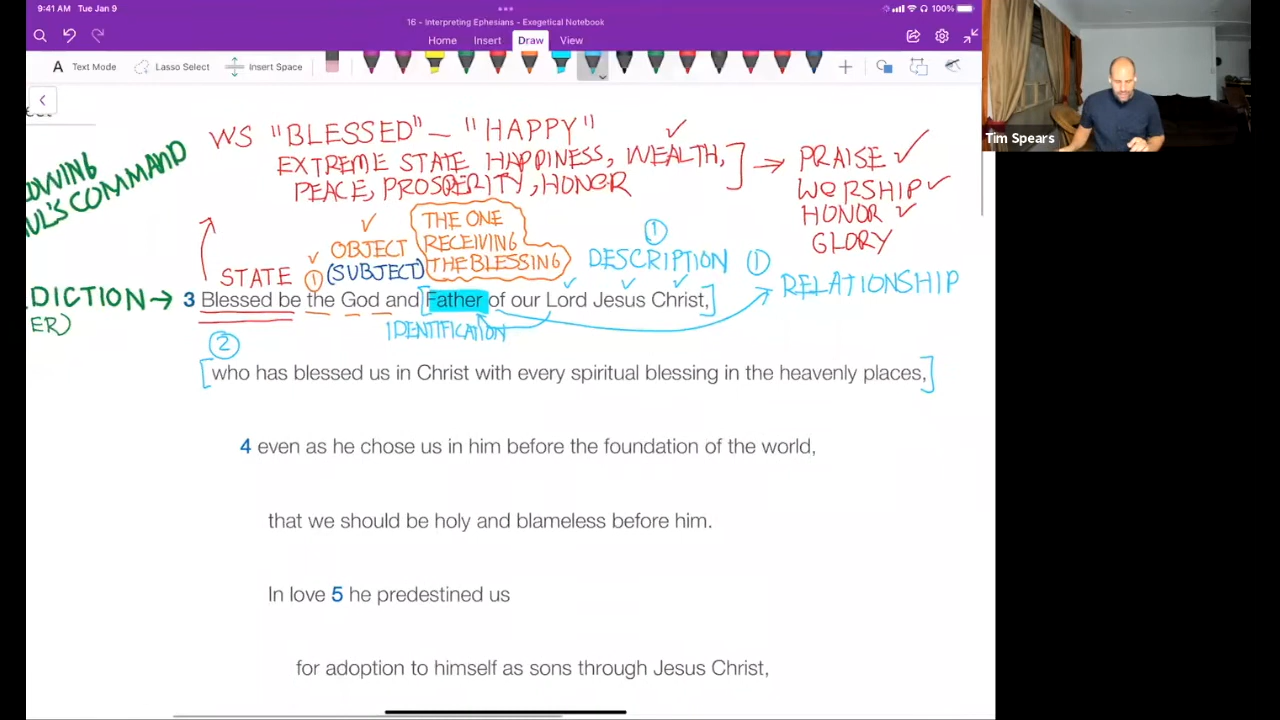 9:41 AM Tue Jan 9
100%
16 - Interpreting Ephesians - Exegetical Notebook
Home Insert Draw View
A Text Mode Lasso Select Insert Space
Tim Spears
WS "BLESSED" – "HAPPY"
EXTREME STATE HAPPINESS, WEALTH,
PEACE, PROSPERITY, HONOR
PRAISE
WORSHIP
HONOR
GLORY
OWING
UL'S COMMAND
THE ONE
RECEIVING
THE BLESSING
OBJECT
(SUBJECT)
STATE
1
1
DESCRIPTION
1
RELATIONSHIP
DICTION →
ER)
3 Blessed be the God and [Father of our Lord Jesus Christ,]
IDENTIFICATION
2
[who has blessed us in Christ with every spiritual blessing in the heavenly places,]
4 even as he chose us in him before the foundation of the world,
that we should be holy and blameless before him.
In love 5 he predestined us
for adoption to himself as sons through Jesus Christ,